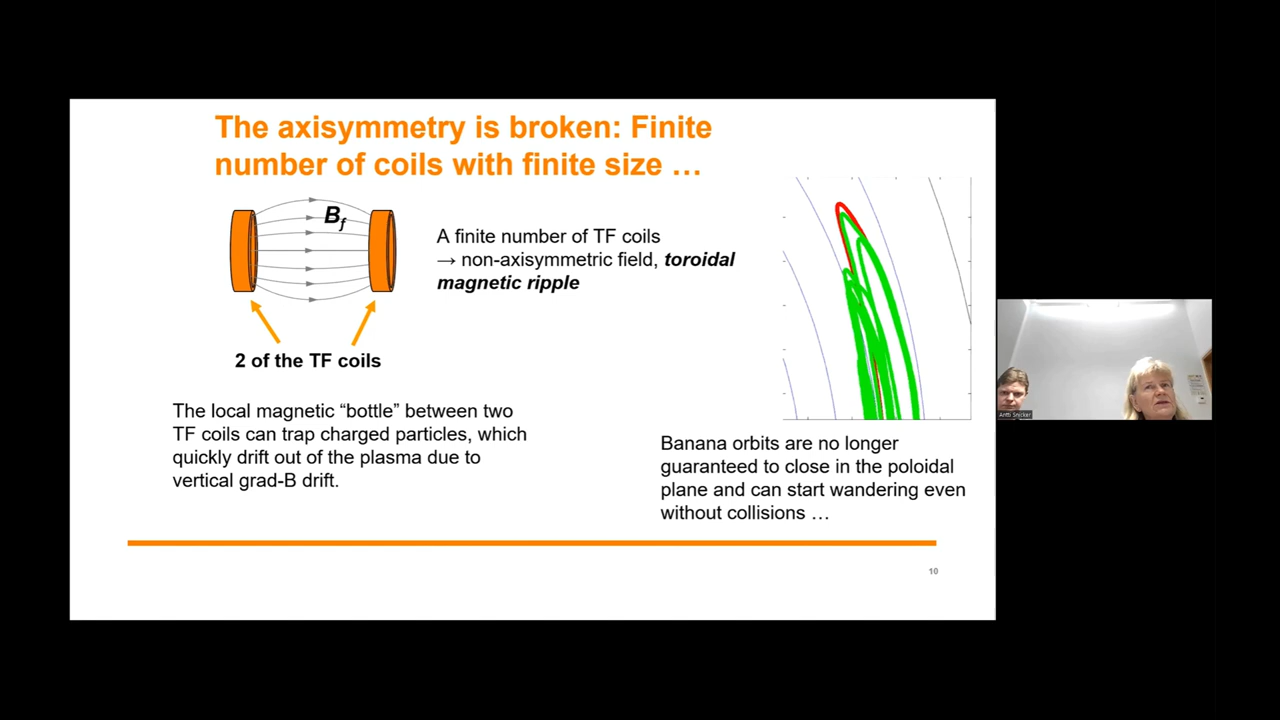 The axisymmetry is broken: Finite
number of coils with finite size …
Bf
A finite number of TF coils
→ non-axisymmetric field, toroidal
magnetic ripple
2 of the TF coils
The local magnetic “bottle” between two
TF coils can trap charged particles, which
quickly drift out of the plasma due to
vertical grad-B drift.
Banana orbits are no longer
guaranteed to close in the poloidal
plane and can start wandering even
without collisions …
10
Antti Snicker